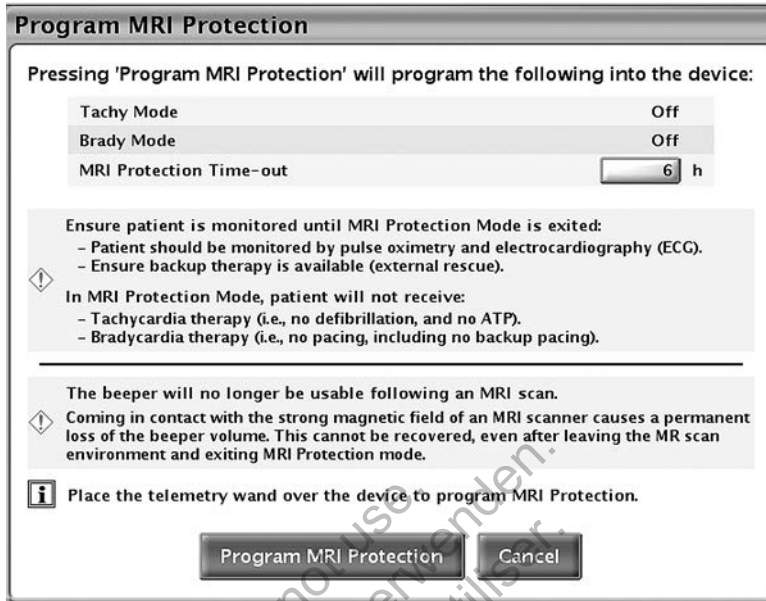 Program MRI Protection
Pressing 'Program MRI Protection' will program the following into the device:
Tachy Mode Off
Brady Mode Off
MRI Protection Time-out 6 h
Ensure patient is monitored until MRI Protection Mode is exited:
– Patient should be monitored by pulse oximetry and electrocardiography (ECG).
– Ensure backup therapy is available (external rescue).
In MRI Protection Mode, patient will not receive:
– Tachycardia therapy (i.e., no defibrillation, and no ATP).
– Bradycardia therapy (i.e., no pacing, including no backup pacing).
The beeper will no longer be usable following an MRI scan.
Coming in contact with the strong magnetic field of an MRI scanner causes a permanent
loss of the beeper volume. This cannot be recovered, even after leaving the MR scan
environment and exiting MRI Protection mode.
i Place the telemetry wand over the device to program MRI Protection.
Program MRI Protection Cancel
not use.
verwenden.
utiliser.